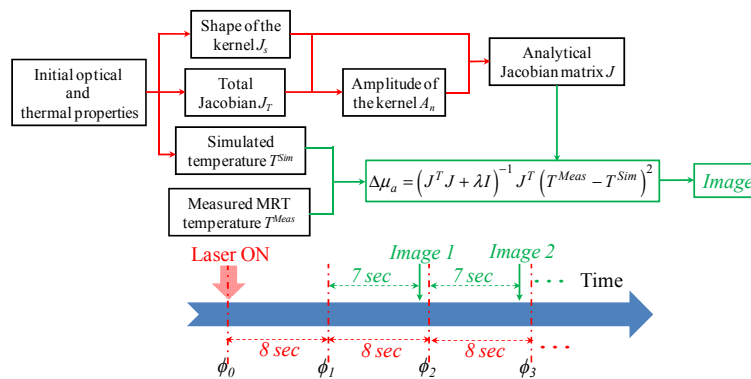 Initial optical
and
thermal properties
Shape of the
kernel J_s
Total
Jacobian J_T
Amplitude of
the kernel A_n
Analytical
Jacobian matrix J
Simulated
temperature T^Sim
Measured MRT
temperature T^Meas
Δμ_a = (J^T J + λI)^-1 J^T (T^Meas − T^Sim)^2
Image
Laser ON
Image 1
Image 2
7 sec
7 sec
Time
8 sec
8 sec
8 sec
ϕ_0
ϕ_1
ϕ_2
ϕ_3